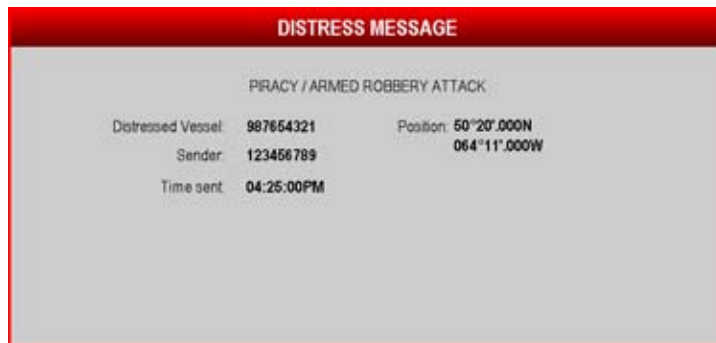 DISTRESS MESSAGE
PIRACY / ARMED ROBBERY ATTACK
Distressed Vessel: 987654321 Position: 50°20'.000N
064°11'.000W
Sender: 123456789
Time sent: 04:25:00PM